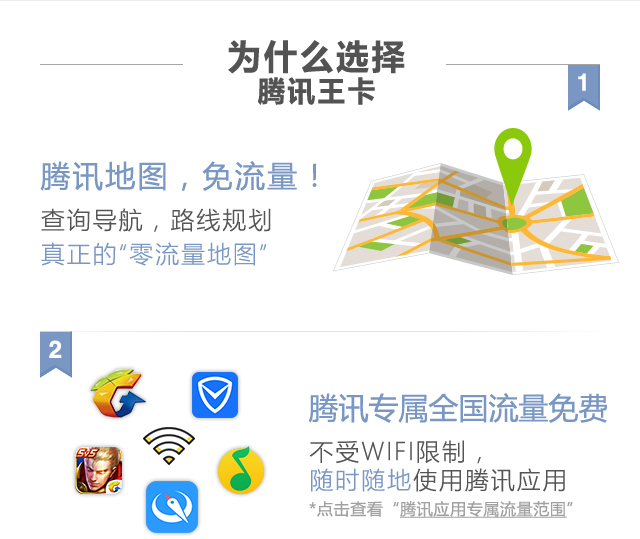 为什么选择
腾讯王卡
1
腾讯地图，免流量！
查询导航，路线规划
真正的“零流量地图”
2
5v5
腾讯专属全国流量免费
不受WIFI限制，
随时随地使用腾讯应用
*点击查看“腾讯应用专属流量范围”